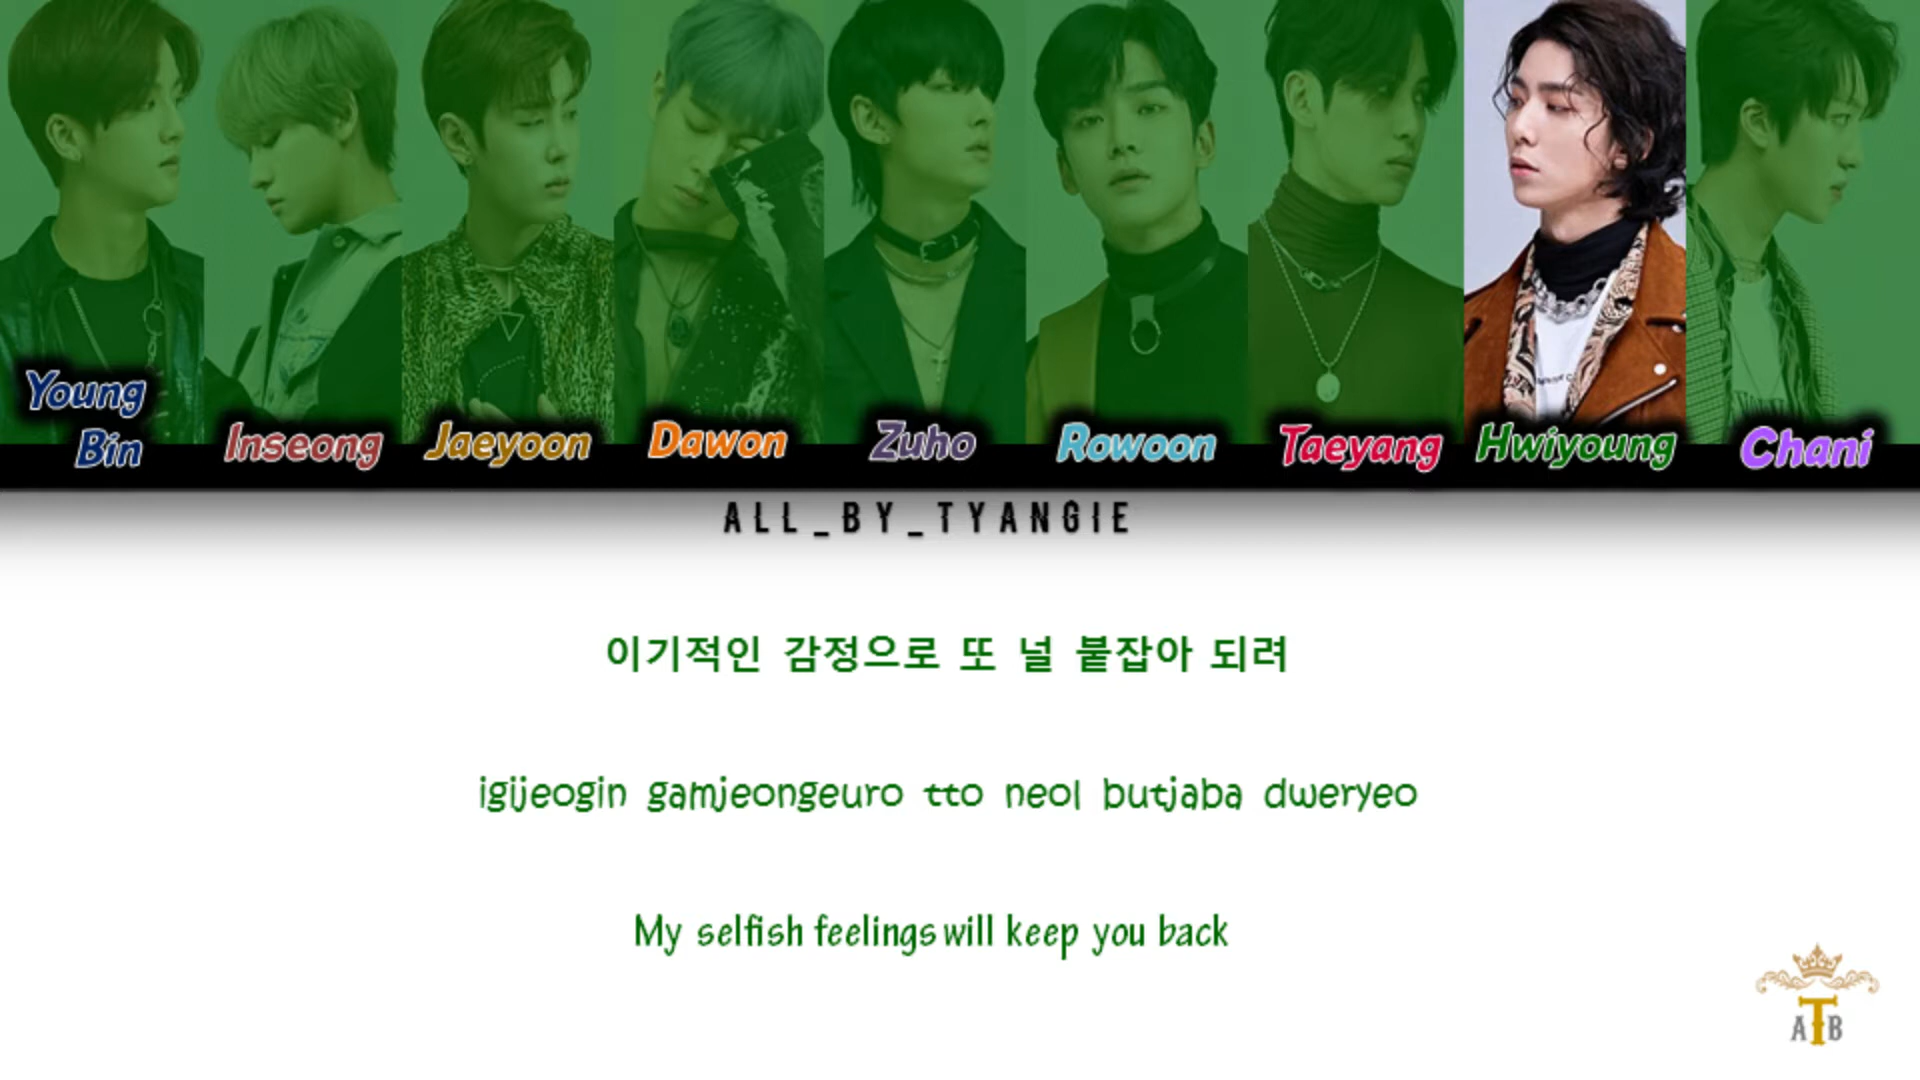 Young
Bin
Inseong
Jaeyoon
Dawon
Zuho
Rowoon
Taeyang
Hwiyoung
Chani
ALL_BY_TYANGIE
이기적인 감정으로 또 널 붙잡아 되려
igijeogin gamjeongeuro tto neol butjaba dweryeo
My selfish feelings will keep you back
ATB